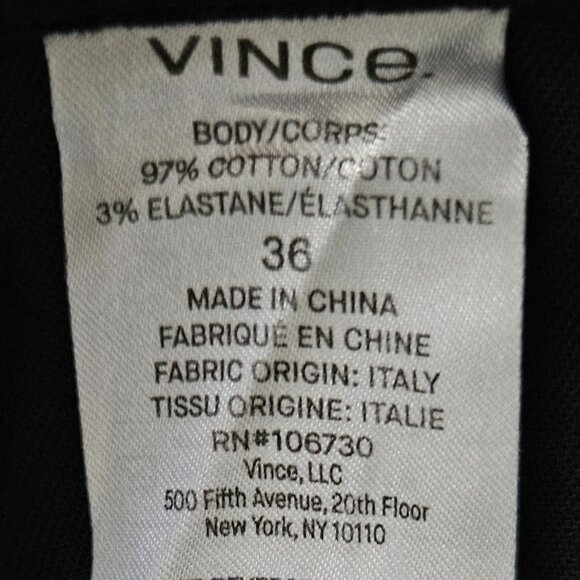 VINCe.
BODY/CORPS:
97% COTTON/COTON
3% ELASTANE/ÉLASTHANNE
36
MADE IN CHINA
FABRIQUÉ EN CHINE
FABRIC ORIGIN: ITALY
TISSU ORIGINE: ITALIE
RN#106730
Vince, LLC
500 Fifth Avenue, 20th Floor
New York, NY 10110